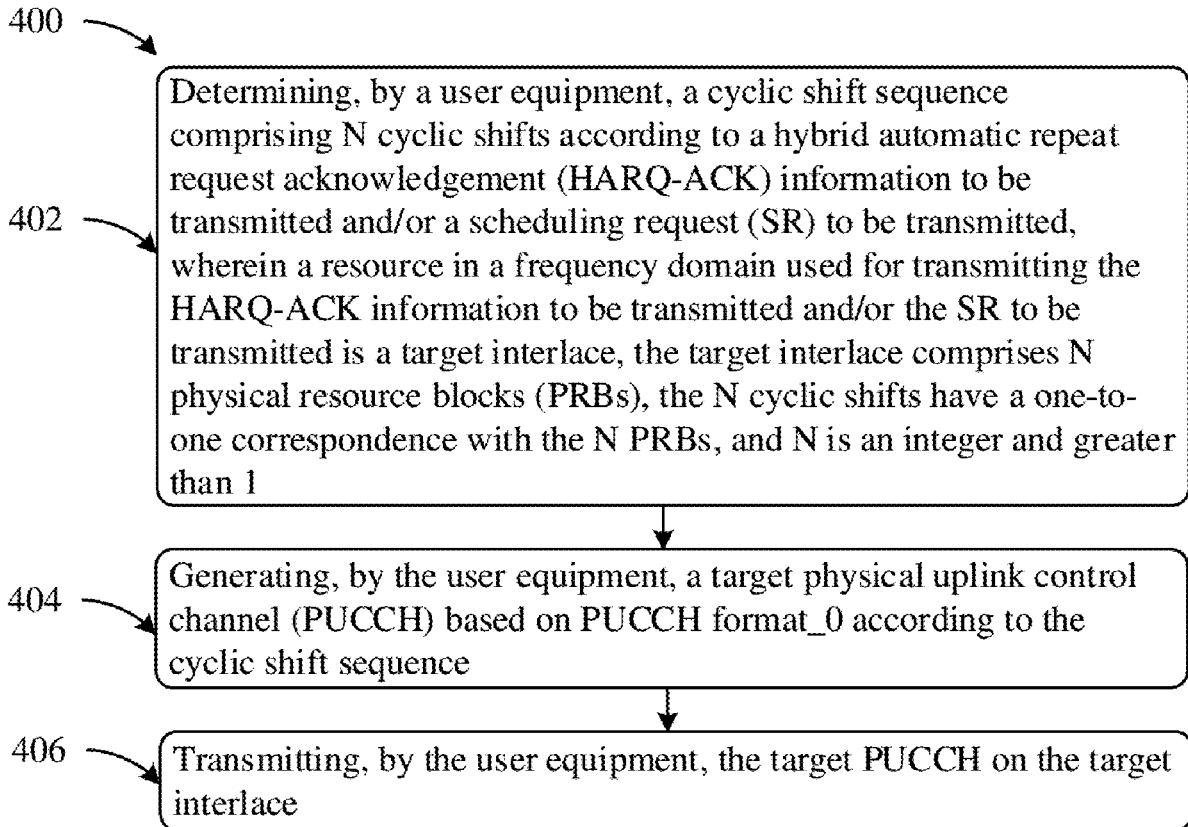 400
Determining, by a user equipment, a cyclic shift sequence
comprising N cyclic shifts according to a hybrid automatic repeat
request acknowledgement (HARQ-ACK) information to be
402
transmitted and/or a scheduling request (SR) to be transmitted,
wherein a resource in a frequency domain used for transmitting the
HARQ-ACK information to be transmitted and/or the SR to be
transmitted is a target interlace, the target interlace comprises N
physical resource blocks (PRBs), the N cyclic shifts have a one-to-
one correspondence with the N PRBs, and N is an integer and greater
than 1
404
Generating, by the user equipment, a target physical uplink control
channel (PUCCH) based on PUCCH format_0 according to the
cyclic shift sequence
406
Transmitting, by the user equipment, the target PUCCH on the target
interlace